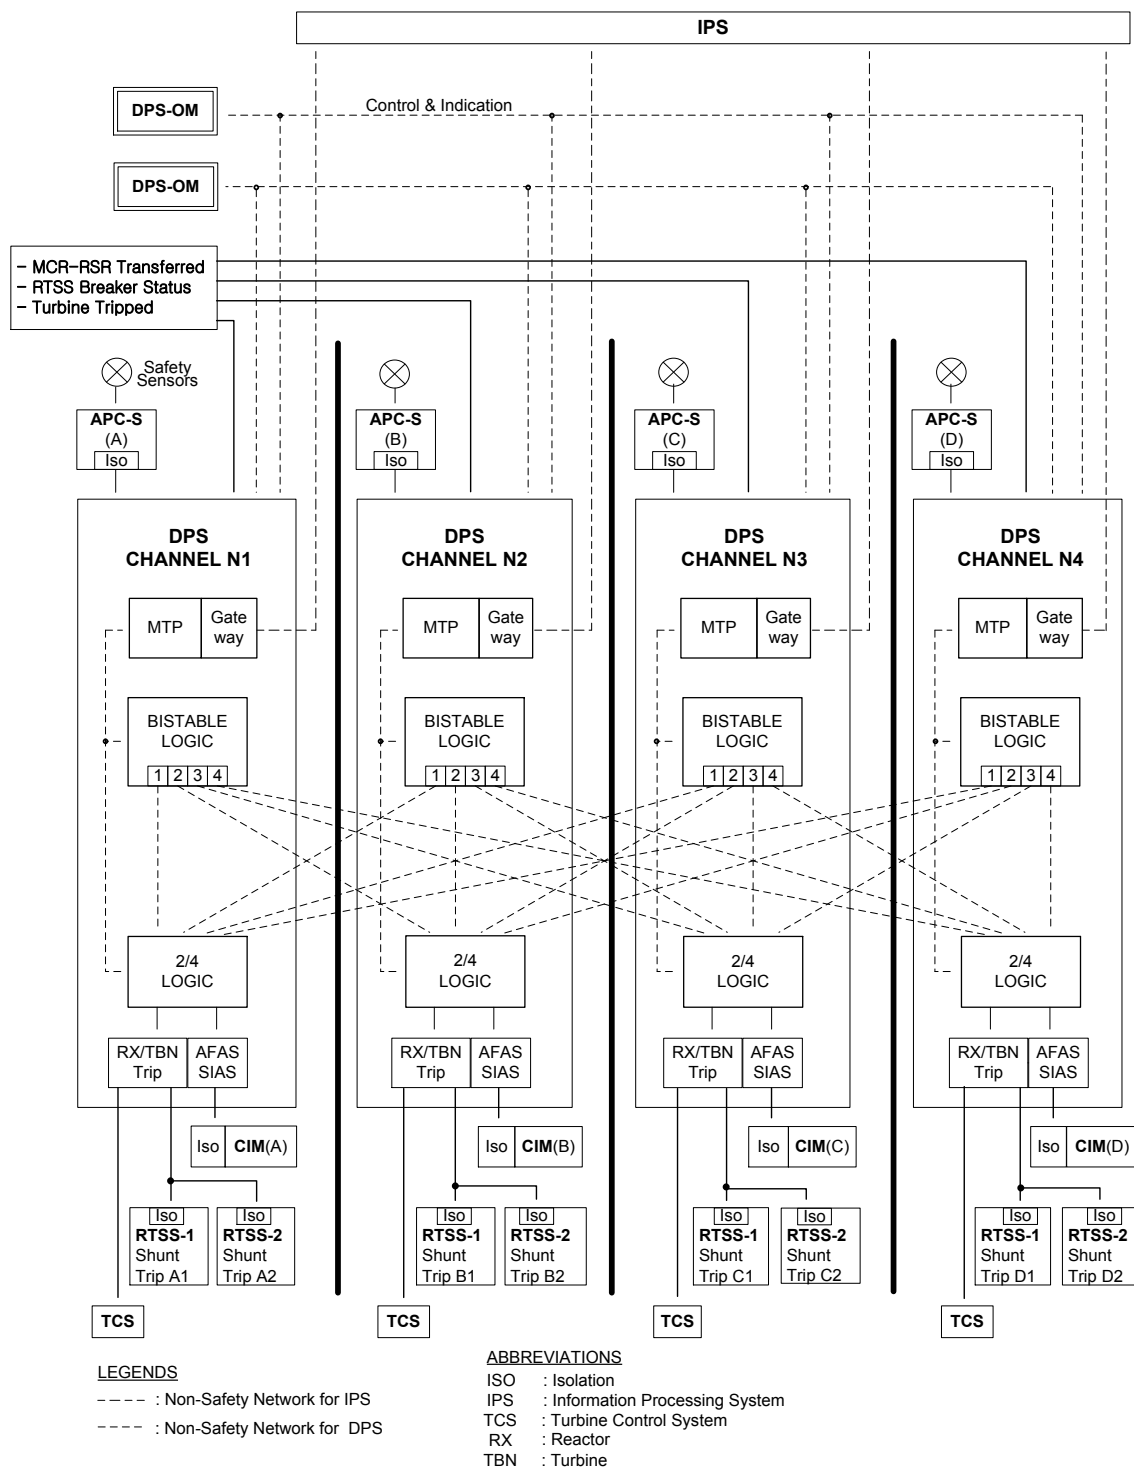 IPS
DPS-OM
Control & Indication
DPS-OM
– MCR-RSR Transferred
– RTSS Breaker Status
– Turbine Tripped
Safety
Sensors
APC-S
(A)
Iso
APC-S
(B)
Iso
APC-S
(C)
Iso
APC-S
(D)
Iso
DPS
CHANNEL N1
DPS
CHANNEL N2
DPS
CHANNEL N3
DPS
CHANNEL N4
MTP
Gate
way
MTP
Gate
way
MTP
Gate
way
MTP
Gate
way
BISTABLE
LOGIC
1 2 3 4
BISTABLE
LOGIC
1 2 3 4
BISTABLE
LOGIC
1 2 3 4
BISTABLE
LOGIC
1 2 3 4
2/4
LOGIC
2/4
LOGIC
2/4
LOGIC
2/4
LOGIC
RX/TBN
Trip
AFAS
SIAS
RX/TBN
Trip
AFAS
SIAS
RX/TBN
Trip
AFAS
SIAS
RX/TBN
Trip
AFAS
SIAS
Iso CIM(A)
Iso CIM(B)
Iso CIM(C)
Iso CIM(D)
Iso
RTSS-1
Shunt
Trip A1
Iso
RTSS-2
Shunt
Trip A2
Iso
RTSS-1
Shunt
Trip B1
Iso
RTSS-2
Shunt
Trip B2
Iso
RTSS-1
Shunt
Trip C1
Iso
RTSS-2
Shunt
Trip C2
Iso
RTSS-1
Shunt
Trip D1
Iso
RTSS-2
Shunt
Trip D2
TCS
TCS
TCS
TCS
LEGENDS
: Non-Safety Network for IPS
: Non-Safety Network for DPS
ABBREVIATIONS
ISO : Isolation
IPS : Information Processing System
TCS : Turbine Control System
RX : Reactor
TBN : Turbine